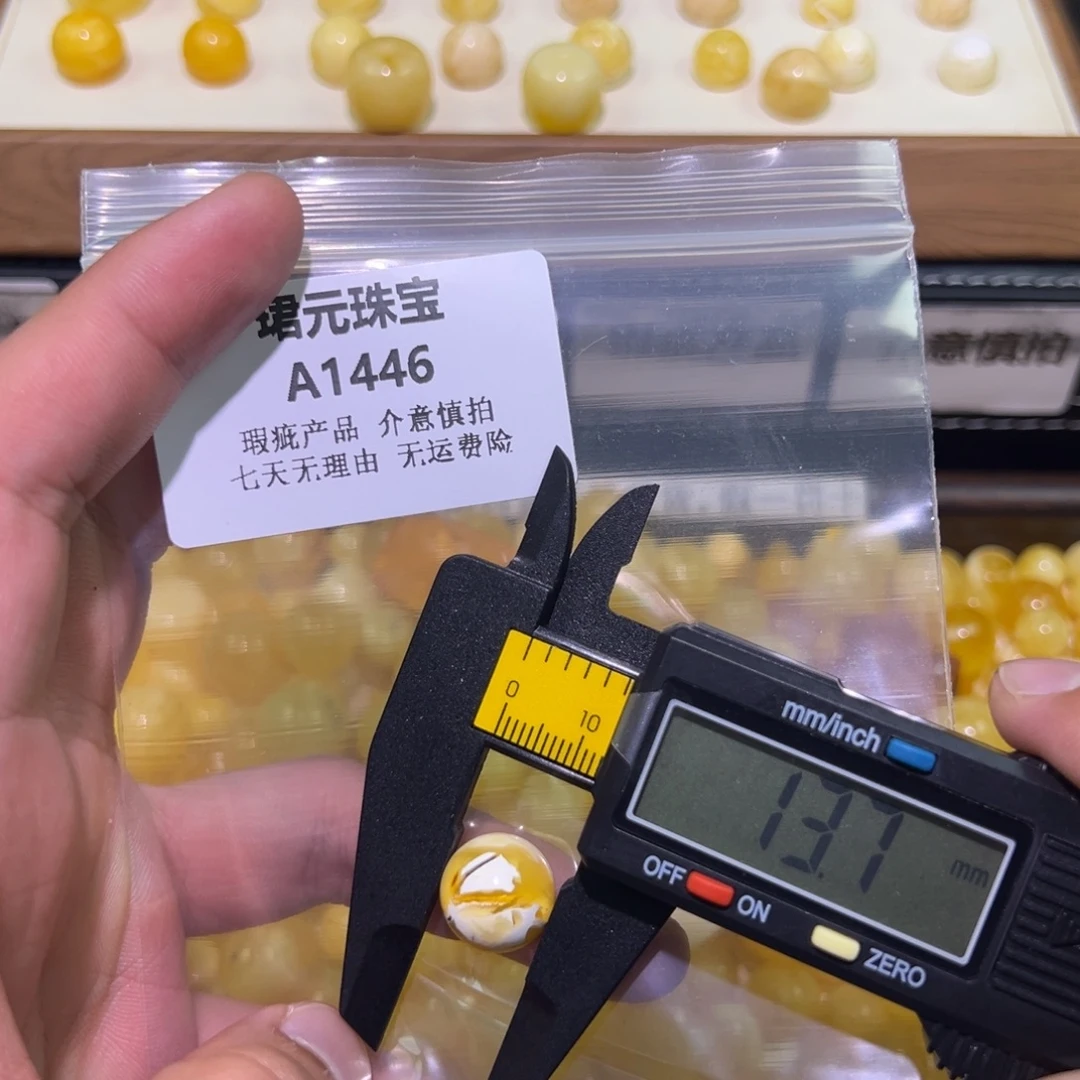 珺元珠宝
A1446
瑕疵产品 介意慎拍
七天无理由 无运费险
意慎拍
0
10
mm/inch
13.7 mm
OFF
ON
ZERO